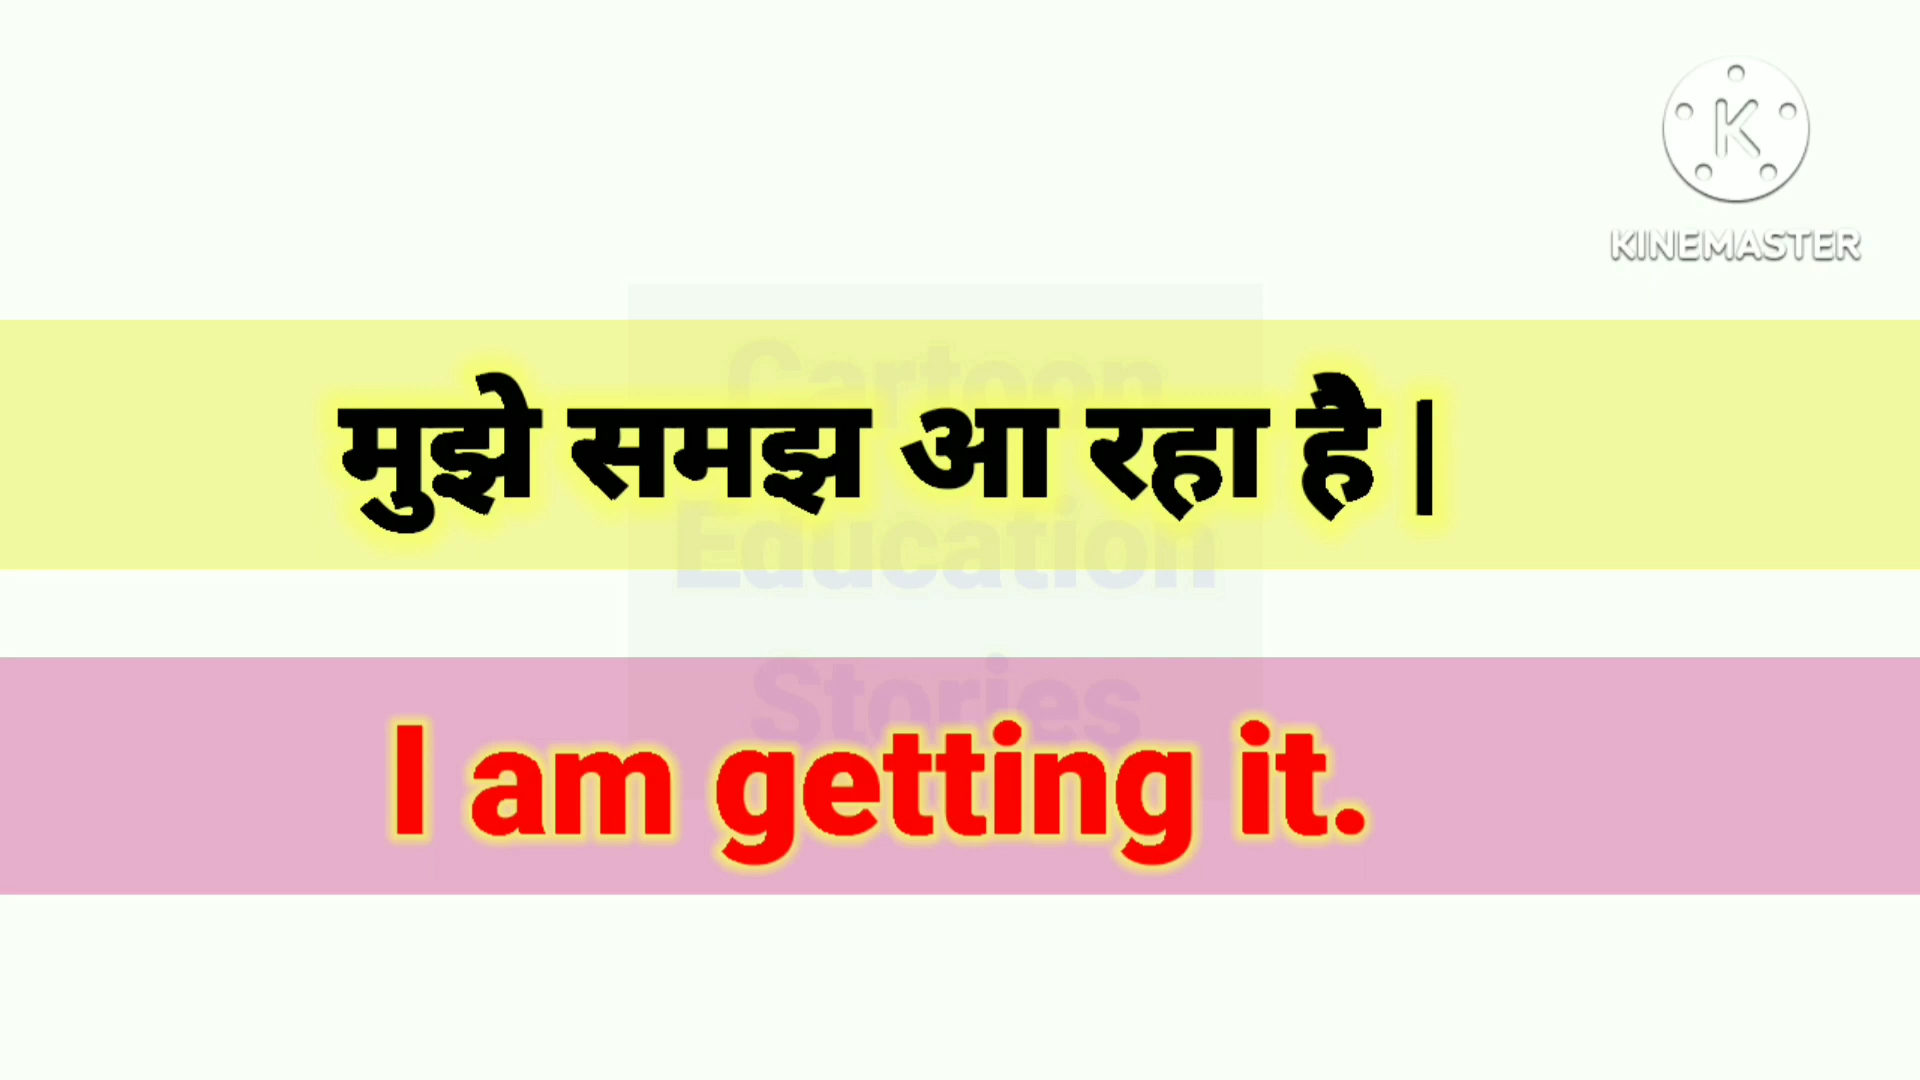 KINEMASTER
Cartoon
मुझे समझ आ रहा है|
Education
Stories
I am getting it.